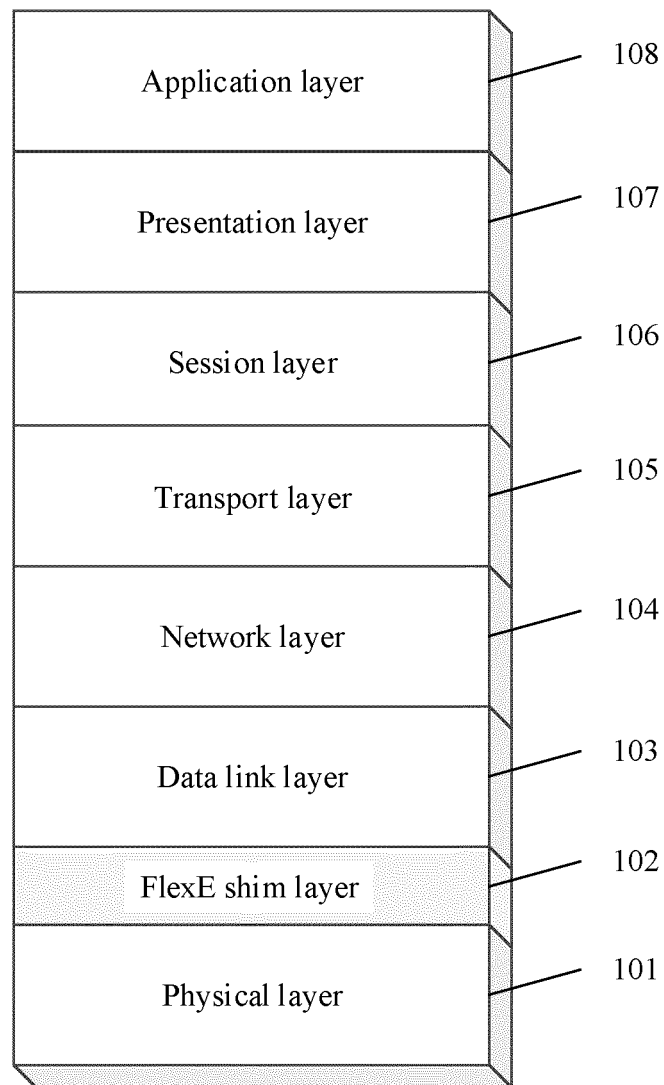 Application layer 108
Presentation layer 107
Session layer 106
Transport layer 105
Network layer 104
Data link layer 103
FlexE shim layer 102
Physical layer 101